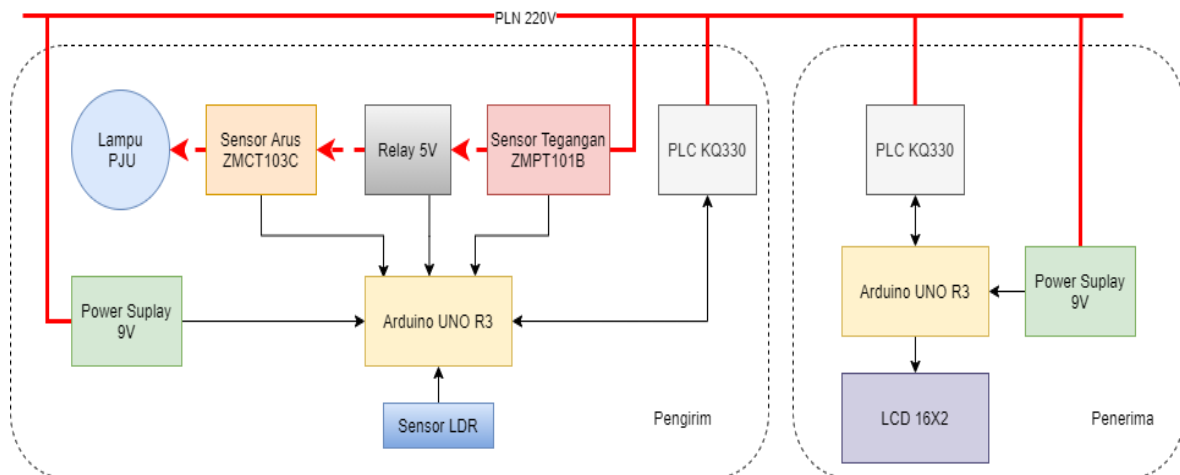 PLN 220V
Lampu
PJU
Sensor Arus
ZMCT103C
Relay 5V
Sensor Tegangan
ZMPT101B
PLC KQ330
PLC KQ330
Power Suplay
9V
Arduino UNO R3
Arduino UNO R3
Power Suplay
9V
Sensor LDR
Pengirim
LCD 16X2
Penerima